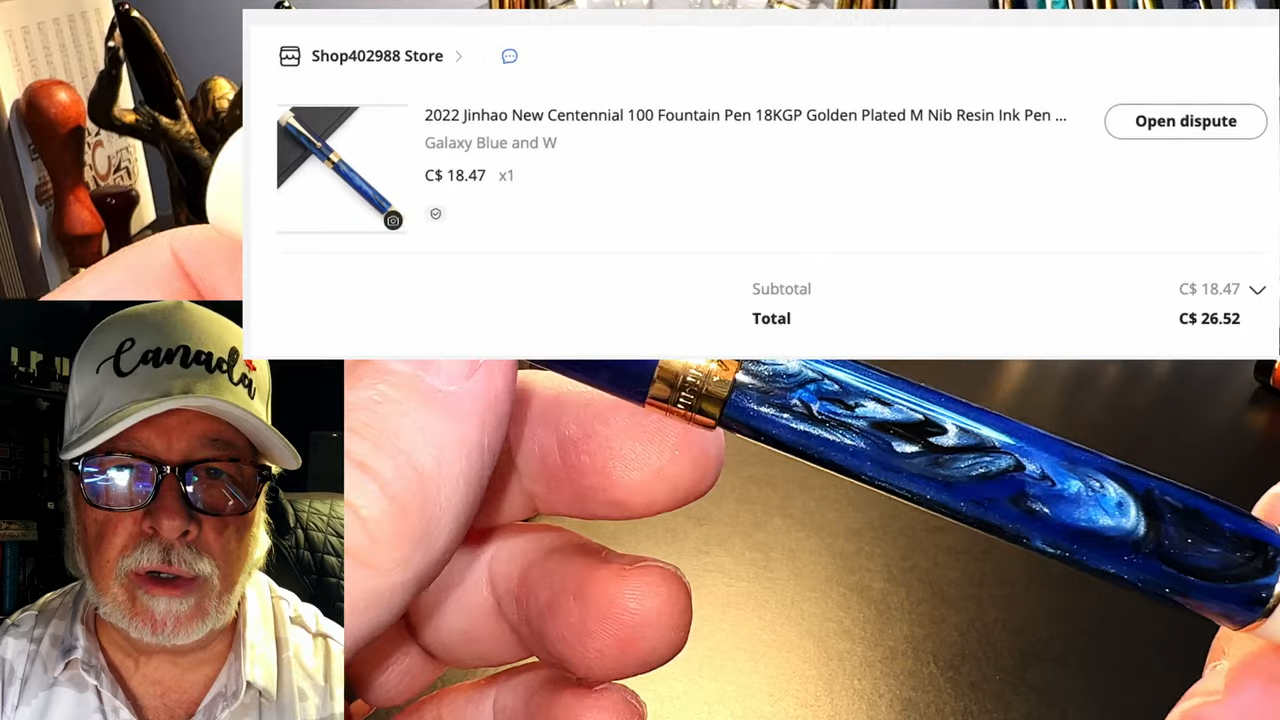 Shop402988 Store
2022 Jinhao New Centennial 100 Fountain Pen 18KGP Golden Plated M Nib Resin Ink Pen ...
Open dispute
Galaxy Blue and W
C$ 18.47 x1
Subtotal C$ 18.47
Total C$ 26.52
Canada